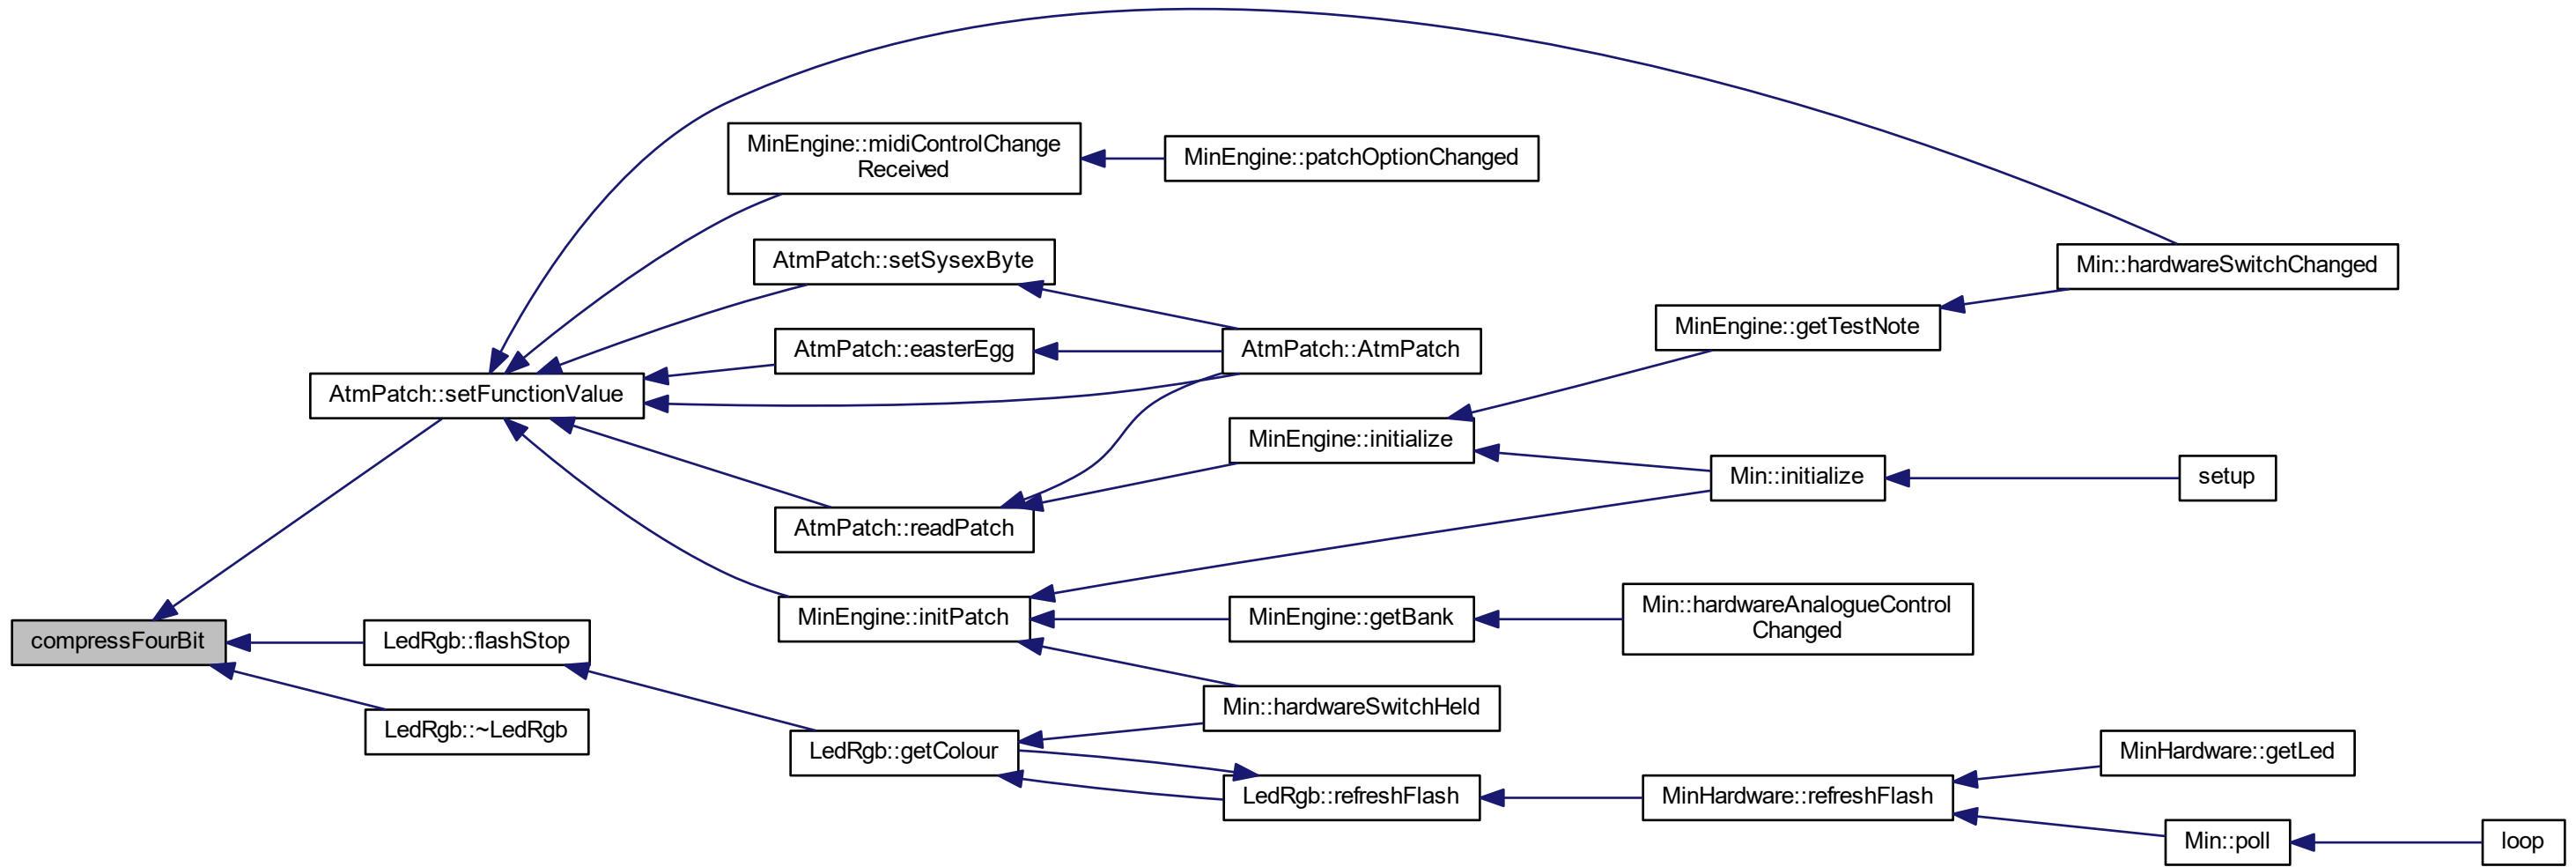 MinEngine::midiControlChange
Received
MinEngine::patchOptionChanged
AtmPatch::setSysexByte
Min::hardwareSwitchChanged
MinEngine::getTestNote
AtmPatch::easterEgg
AtmPatch::AtmPatch
AtmPatch::setFunctionValue
MinEngine::initialize
Min::initialize
setup
AtmPatch::readPatch
MinEngine::initPatch
MinEngine::getBank
Min::hardwareAnalogueControl
Changed
compressFourBit
LedRgb::flashStop
Min::hardwareSwitchHeld
LedRgb::~LedRgb
LedRgb::getColour
MinHardware::getLed
LedRgb::refreshFlash
MinHardware::refreshFlash
Min::poll
loop